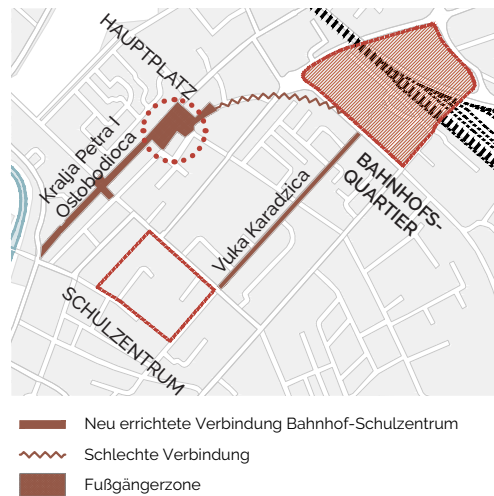 HAUPTPLATZ
Kralja Petra I
Oslobodioca
Vuka Karadzica
BAHNHOFS-
QUARTIER
SCHULZENTRUM
Neu errichtete Verbindung Bahnhof-Schulzentrum
Schlechte Verbindung
Fußgängerzone